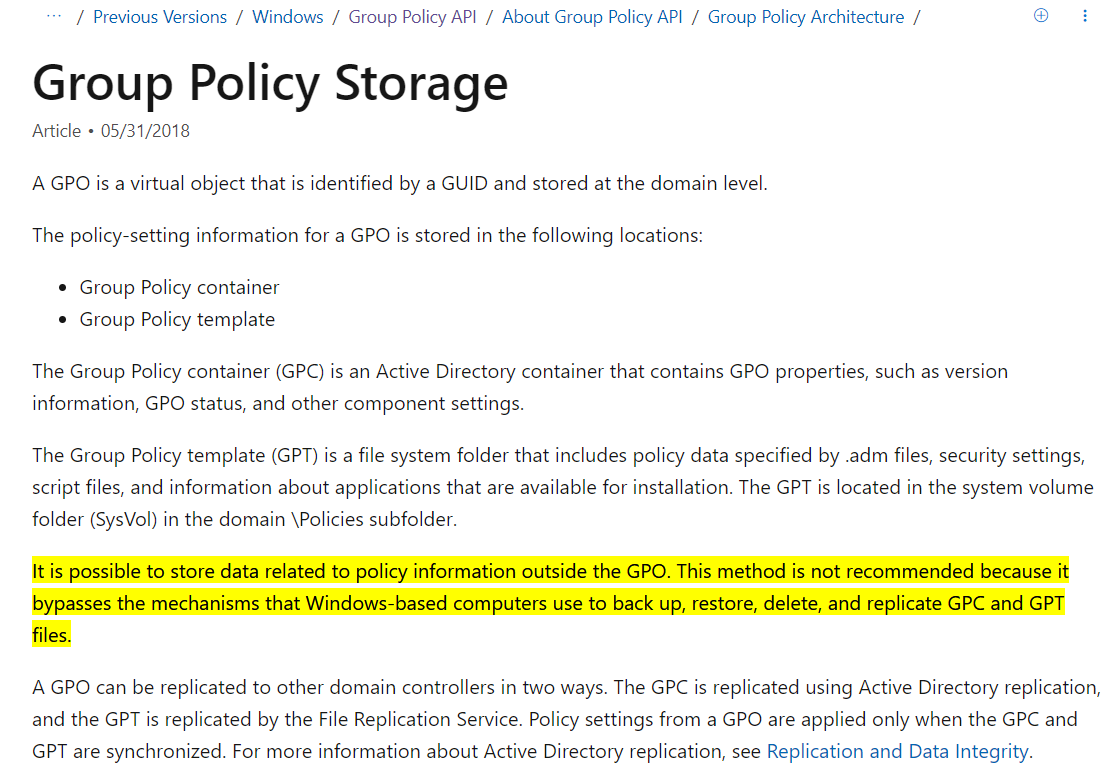 ... / Previous Versions / Windows / Group Policy API / About Group Policy API / Group Policy Architecture /
Group Policy Storage
Article • 05/31/2018
A GPO is a virtual object that is identified by a GUID and stored at the domain level.
The policy-setting information for a GPO is stored in the following locations:
• Group Policy container
• Group Policy template
The Group Policy container (GPC) is an Active Directory container that contains GPO properties, such as version
information, GPO status, and other component settings.
The Group Policy template (GPT) is a file system folder that includes policy data specified by .adm files, security settings,
script files, and information about applications that are available for installation. The GPT is located in the system volume
folder (SysVol) in the domain \Policies subfolder.
It is possible to store data related to policy information outside the GPO. This method is not recommended because it
bypasses the mechanisms that Windows-based computers use to back up, restore, delete, and replicate GPC and GPT
files.
A GPO can be replicated to other domain controllers in two ways. The GPC is replicated using Active Directory replication,
and the GPT is replicated by the File Replication Service. Policy settings from a GPO are applied only when the GPC and
GPT are synchronized. For more information about Active Directory replication, see Replication and Data Integrity.